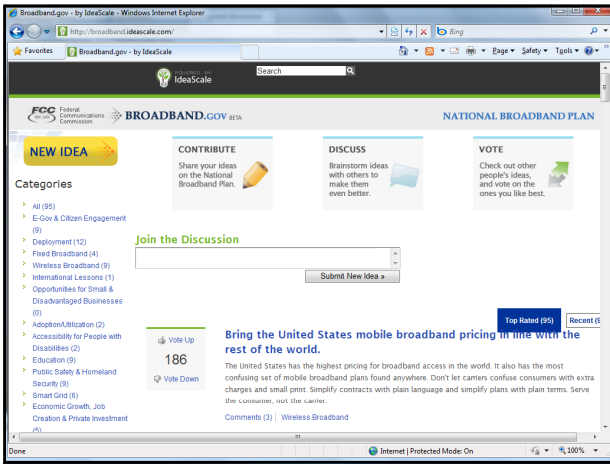 Broadband.gov - by IdeaScale - Windows Internet Explorer
http://broadband.ideascale.com/
Bing
Favorites
Broadband.gov - by IdeaScale
Page
Safety
Tools
POWERED BY
IdeaScale
Search
FCC Federal Communications Commission
BROADBAND.GOV BETA
NATIONAL BROADBAND PLAN
NEW IDEA
CONTRIBUTE
Share your ideas
on the National
Broadband Plan.
DISCUSS
Brainstorm ideas
with others to
make them
even better.
VOTE
Check out other
people's ideas,
and vote on the
ones you like best.
Categories
All (95)
E-Gov & Citizen Engagement
(9)
Deployment (12)
Fixed Broadband (4)
Wireless Broadband (9)
International Lessons (1)
Opportunities for Small &
Disadvantaged Businesses
(0)
Adoption/Utilization (2)
Accessibility for People with
Disabilities (2)
Education (9)
Public Safety & Homeland
Security (9)
Smart Grid (6)
Economic Growth, Job
Creation & Private Investment
(5)
Join the Discussion
Submit New Idea »
Top Rated (95)
Recent (9
Vote Up
186
Vote Down
Bring the United States mobile broadband pricing in line with the
rest of the world.
The United States has the highest pricing for broadband access in the world. It also has the most
confusing set of mobile broadband plans found anywhere. Don't let carriers confuse consumers with extra
charges and small print. Simplify contracts with plain language and simplify plans with plain terms. Serve
the consumer, not the carrier.
Comments (3) | Wireless Broadband
Done
Internet | Protected Mode: On
100%